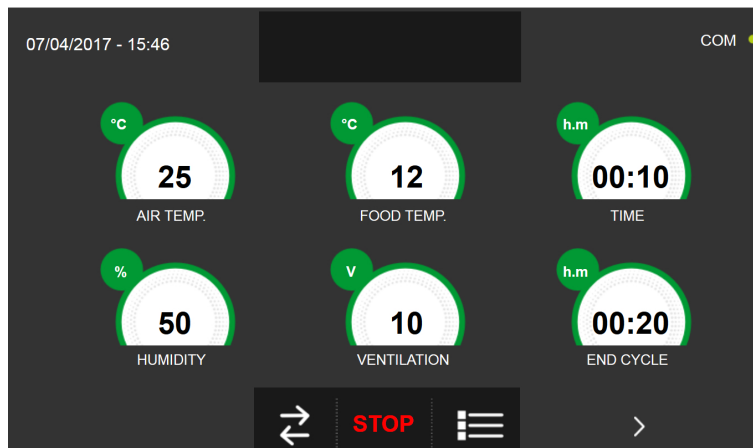 07/04/2017 - 15:46
COM
°C
°C
h.m
25
12
00:10
AIR TEMP.
FOOD TEMP.
TIME
%
V
h.m
50
10
00:20
HUMIDITY
VENTILATION
END CYCLE
STOP